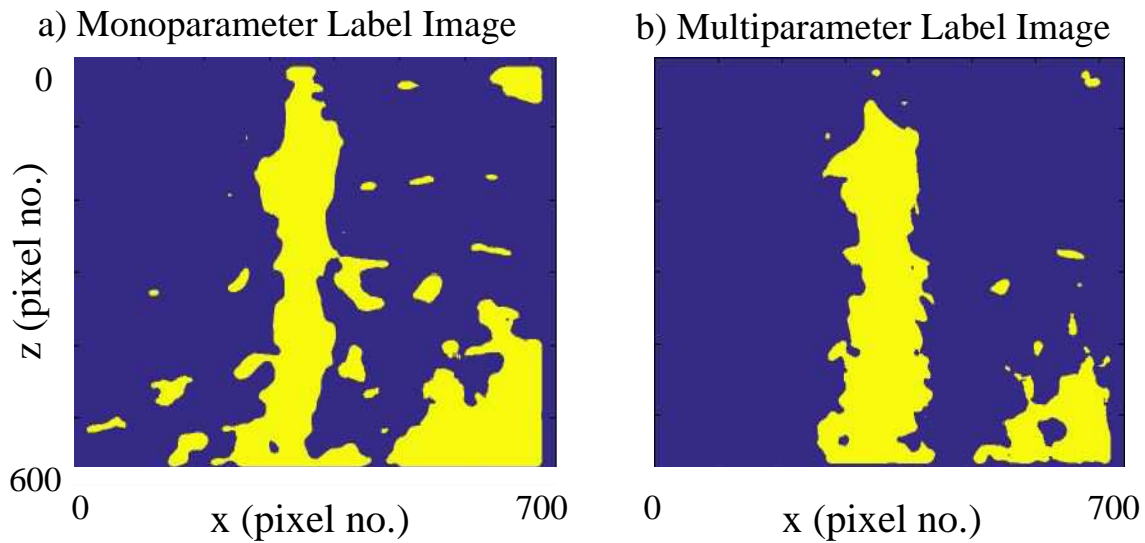 a) Monoparameter Label Image
b) Multiparameter Label Image
0
z (pixel no.)
600
0
700
x (pixel no.)
0
700
x (pixel no.)